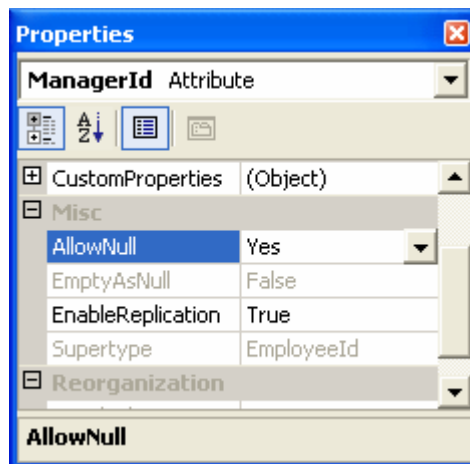 Properties
ManagerId Attribute
CustomProperties (Object)
Misc
AllowNull Yes
EmptyAsNull False
EnableReplication True
Supertype EmployeeId
Reorganization
AllowNull